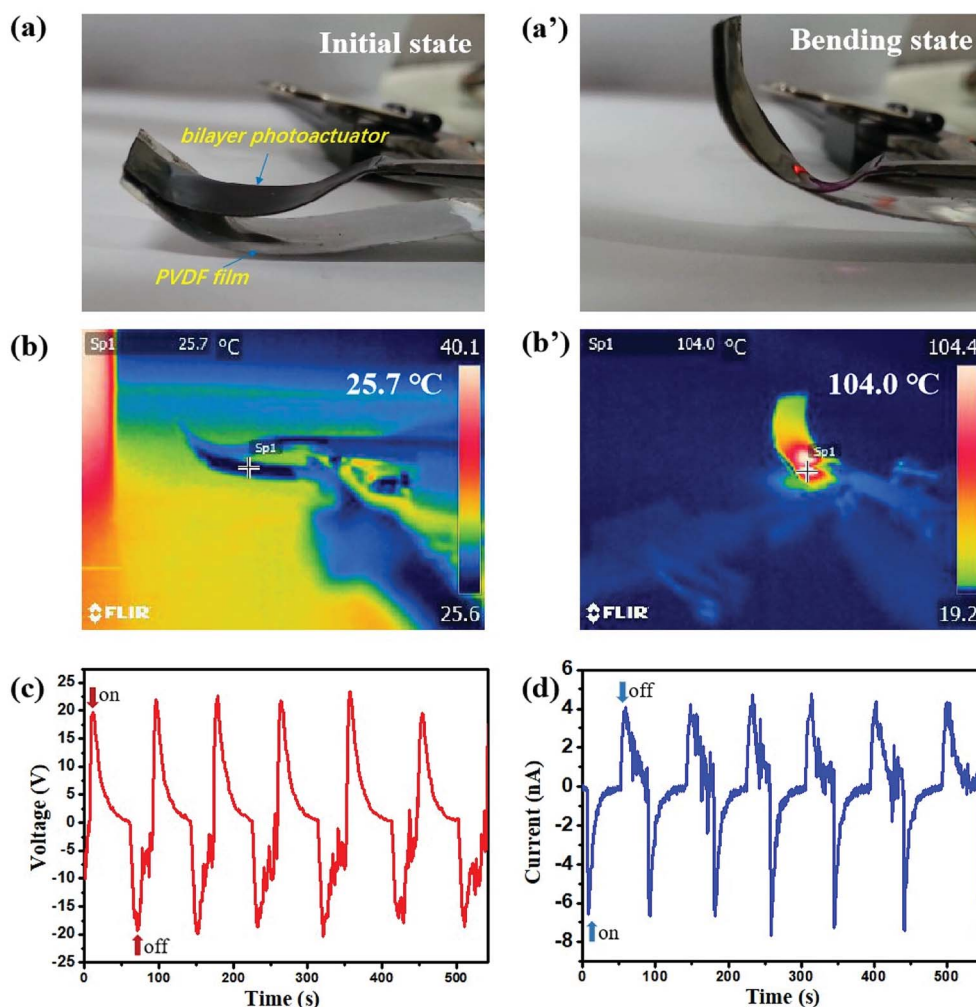 (a)
Initial state
bilayer photoactuator
PVDF film
(a')
Bending state
(b)
Sp1 25.7 °C 40.1
25.7 °C
Sp1
FLIR
25.6
(b')
Sp1 104.0 °C 104.4
104.0 °C
Sp1
FLIR
19.2
(c)
Voltage (V)
25
20
15
10
5
0
-5
-10
-15
-20
-25
on
off
0 100 200 300 400 500
Time (s)
(d)
Current (nA)
6
4
2
0
-2
-4
-6
-8
off
on
0 100 200 300 400 500
Time (s)